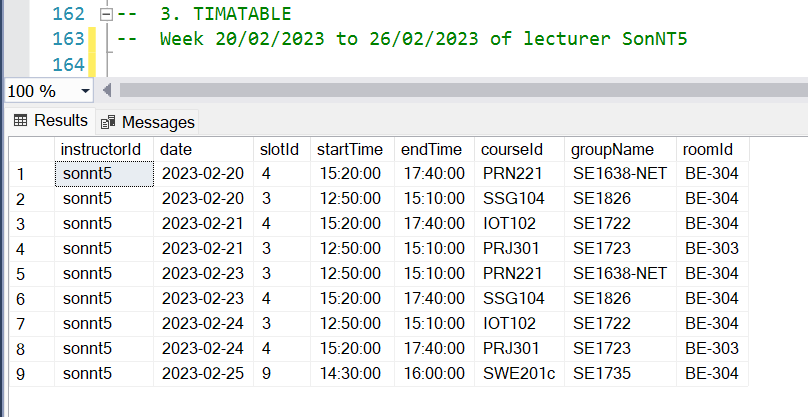 162 -- 3. TIMATABLE
163 -- Week 20/02/2023 to 26/02/2023 of lecturer SonNT5
164
100 %
Results Messages
instructorId date slotId startTime endTime courseId groupName roomId
1 sonnt5 2023-02-20 4 15:20:00 17:40:00 PRN221 SE1638-NET BE-304
2 sonnt5 2023-02-20 3 12:50:00 15:10:00 SSG104 SE1826 BE-304
3 sonnt5 2023-02-21 4 15:20:00 17:40:00 IOT102 SE1722 BE-304
4 sonnt5 2023-02-21 3 12:50:00 15:10:00 PRJ301 SE1723 BE-303
5 sonnt5 2023-02-23 3 12:50:00 15:10:00 PRN221 SE1638-NET BE-304
6 sonnt5 2023-02-23 4 15:20:00 17:40:00 SSG104 SE1826 BE-304
7 sonnt5 2023-02-24 3 12:50:00 15:10:00 IOT102 SE1722 BE-304
8 sonnt5 2023-02-24 4 15:20:00 17:40:00 PRJ301 SE1723 BE-303
9 sonnt5 2023-02-25 9 14:30:00 16:00:00 SWE201c SE1735 BE-304